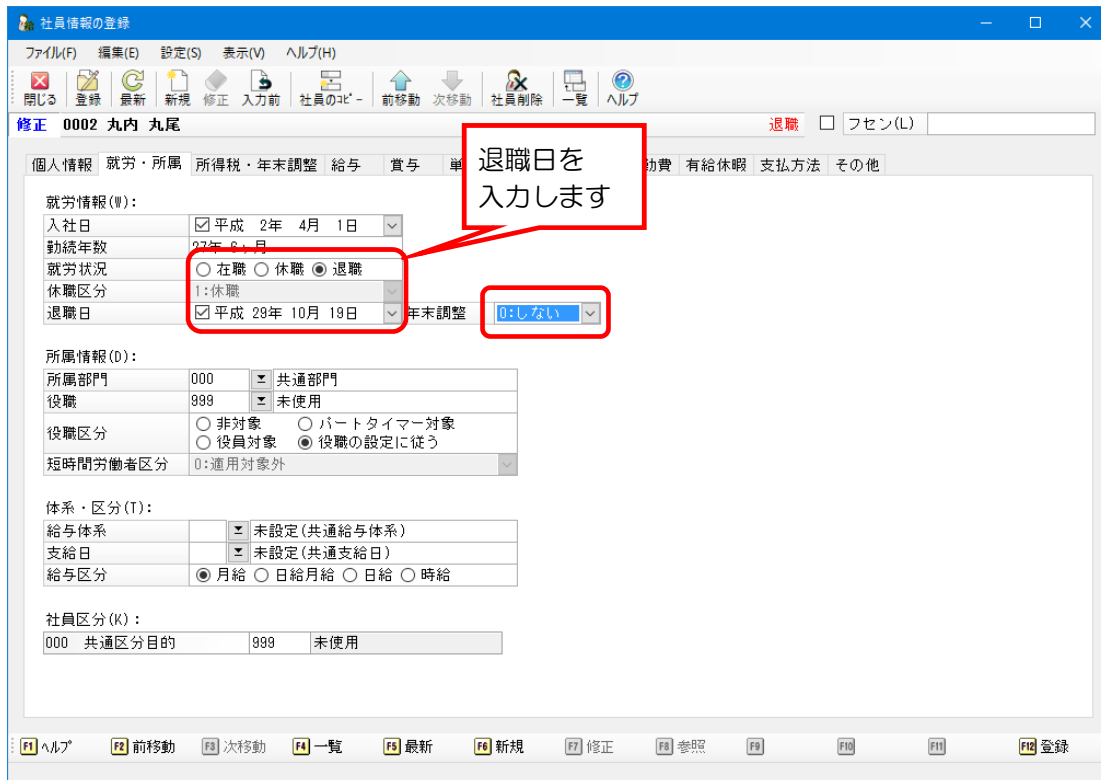 社員情報の登録
ファイル(F) 編集(E) 設定(S) 表示(V) ヘルプ(H)
閉じる 登録 最新 新規 修正 入力前 社員のｺﾋﾟｰ 前移動 次移動 社員削除 一覧 ヘルプ
修正 0002 丸内 丸尾 退職 フセン(L)
個人情報 就労・所属 所得税・年末調整 給与 賞与 単 勤費 有給休暇 支払方法 その他
退職日を
入力します
就労情報(W):
入社日 平成 2年 4月 1日
勤続年数 27年 6ヶ月
就労状況 在職 休職 退職
休職区分 1:休職
退職日 平成 29年 10月 19日 年末調整 0:しない
所属情報(D):
所属部門 000 共通部門
役職 999 未使用
役職区分 非対象 パートタイマー対象
役員対象 役職の設定に従う
短時間労働者区分 0:適用対象外
体系・区分(T):
給与体系 未設定(共通給与体系)
支給日 未設定(共通支給日)
給与区分 月給 日給月給 日給 時給
社員区分(K):
000 共通区分目的 999 未使用
F1 ヘルプ F2 前移動 F3 次移動 F4 一覧 F5 最新 F6 新規 F7 修正 F8 参照 F9 F10 F11 F12 登録